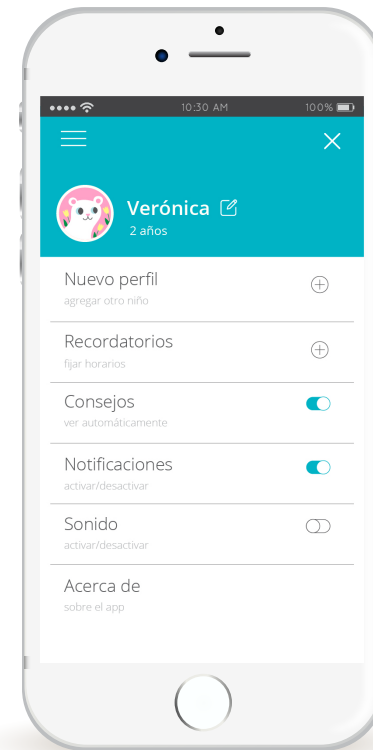 10:30 AM
100%
Verónica
2 años
Nuevo perfil
agregar otro niño
Recordatorios
fijar horarios
Consejos
ver automáticamente
Notificaciones
activar/desactivar
Sonido
activar/desactivar
Acerca de
sobre el app